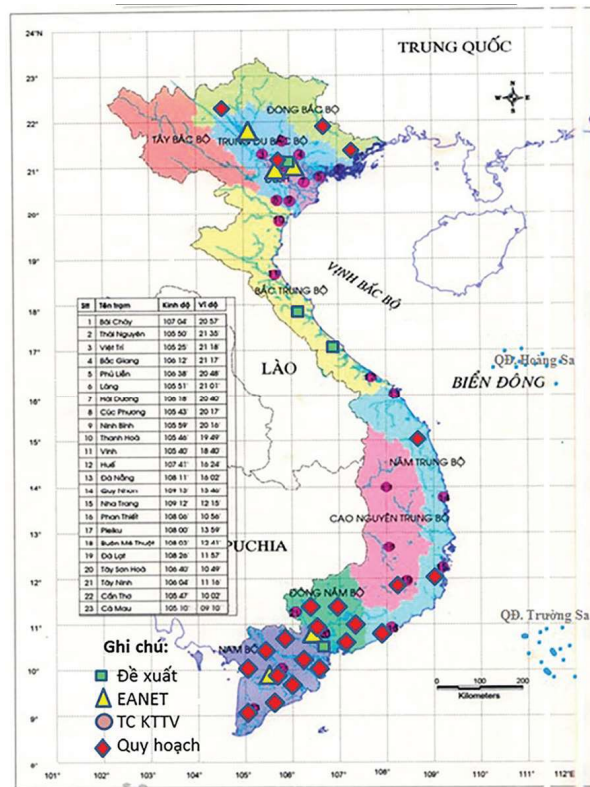 TRUNG QUỐC
24°N
23°
22°
21°
20°
19°
18°
17°
16°
15°
14°
13°
12°
11°
10°
9°
8°
ĐÔNG BẮC BỘ
TÂY BẮC BỘ
TRUNG DU BẮC BỘ
VỊNH BẮC BỘ
BẮC TRUNG BỘ
LÀO
QĐ. Hoàng Sa
BIỂN ĐÔNG
NAM TRUNG BỘ
CAO NGUYÊN TRUNG BỘ
PUCHIA
ĐÔNG NAM BỘ
NAM BỘ
QĐ. Trường Sa
Stt Tên trạm Kinh độ Vĩ độ
1 Bãi Cháy 107 04' 20 57'
2 Thái Nguyên 105 50' 21 35'
3 Việt Trì 105 25' 21 18'
4 Bắc Giang 106 12' 21 17'
5 Phủ Liễn 106 38' 20 48'
6 Láng 105 51' 21 01'
7 Hải Dương 106 18' 20 40'
8 Cúc Phương 105 43' 20 17'
9 Ninh Bình 105 59' 20 16'
10 Thanh Hoá 105 46' 19 49'
11 Vinh 105 40' 18 40'
12 Huế 107 41' 16 24'
13 Đà Nẵng 108 11' 16 02'
14 Quy Nhơn 109 13' 13 46'
15 Nha Trang 109 12' 12 15'
16 Phan Thiết 108 06' 10 56'
17 Pleiku 108 00' 13 59'
18 Buôn Mê Thuột 108 03' 12 41'
19 Đà Lạt 108 26' 11 57'
20 Tây Sơn Hoà 106 40' 10 49'
21 Tây Ninh 106 04' 11 16'
22 Cần Thơ 105 47' 10 02'
23 Cà Mau 105 10' 09 10'
Ghi chú:
Đề xuất
EANET
TC KTTV
Quy hoạch
100 0 100 200
Kilometers
101° 102° 103° 104° 105° 106° 107° 108° 109° 110° 111° 112°E